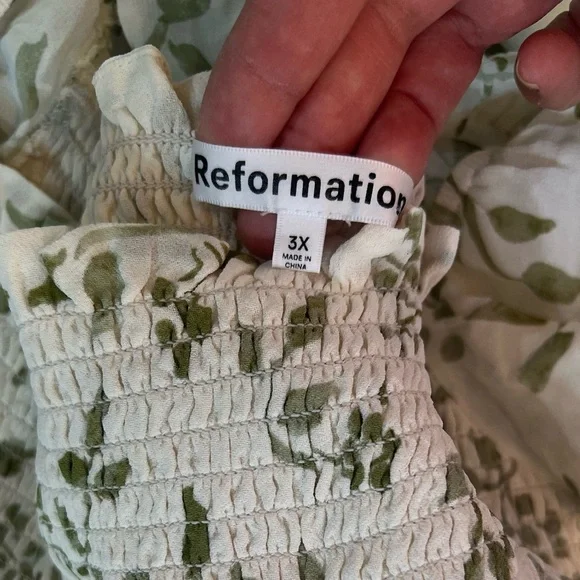 Reformation
3X
MADE IN
CHINA